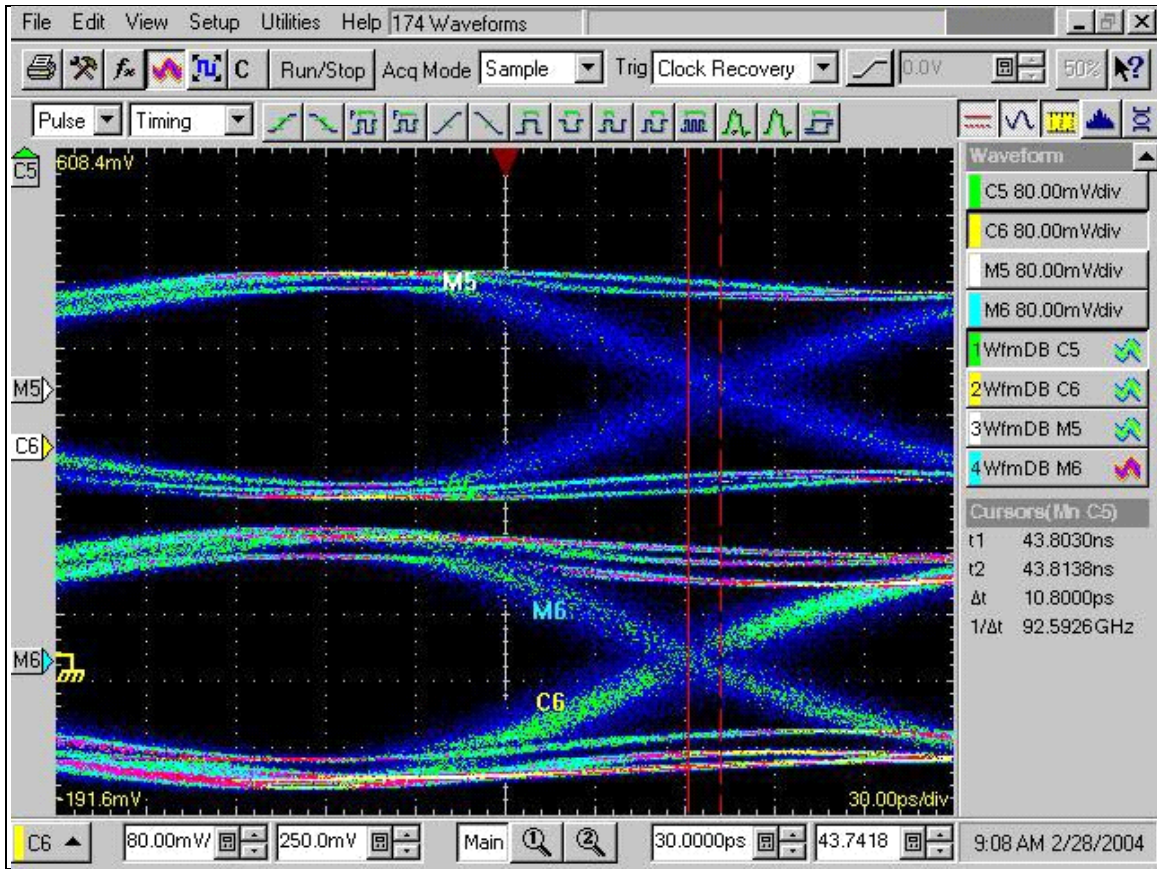 File Edit View Setup Utilities Help 174 Waveforms
C Run/Stop Acq Mode Sample Trig Clock Recovery 0.0V 50%
Pulse Timing
C5 608.4mV
Waveform
C5 80.00mV/div
C6 80.00mV/div
M5 80.00mV/div
M6 80.00mV/div
1 WfmDB C5
2 WfmDB C6
3 WfmDB M5
4 WfmDB M6
Cursors(Mn C5)
t1 43.8030ns
t2 43.8138ns
Δt 10.8000ps
1/Δt 92.5926GHz
M5
M5
C6
M6
M6
C6
-191.6mV 30.00ps/div
C6 80.00mV/ 250.0mV Main 1 2 30.0000ps 43.7418 9:08 AM 2/28/2004